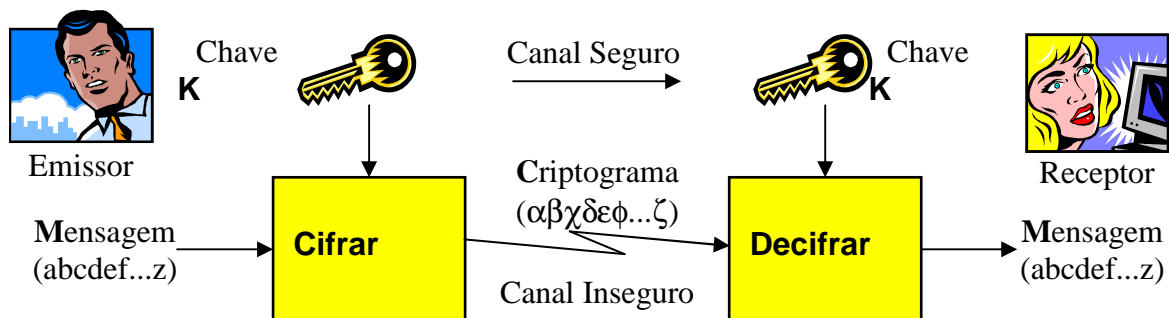 Chave
K
Canal Seguro
Chave
K
Emissor
Receptor
Criptograma
(αβχδεφ...ζ)
Mensagem
(abcdef...z)
Cifrar
Decifrar
Mensagem
(abcdef...z)
Canal Inseguro